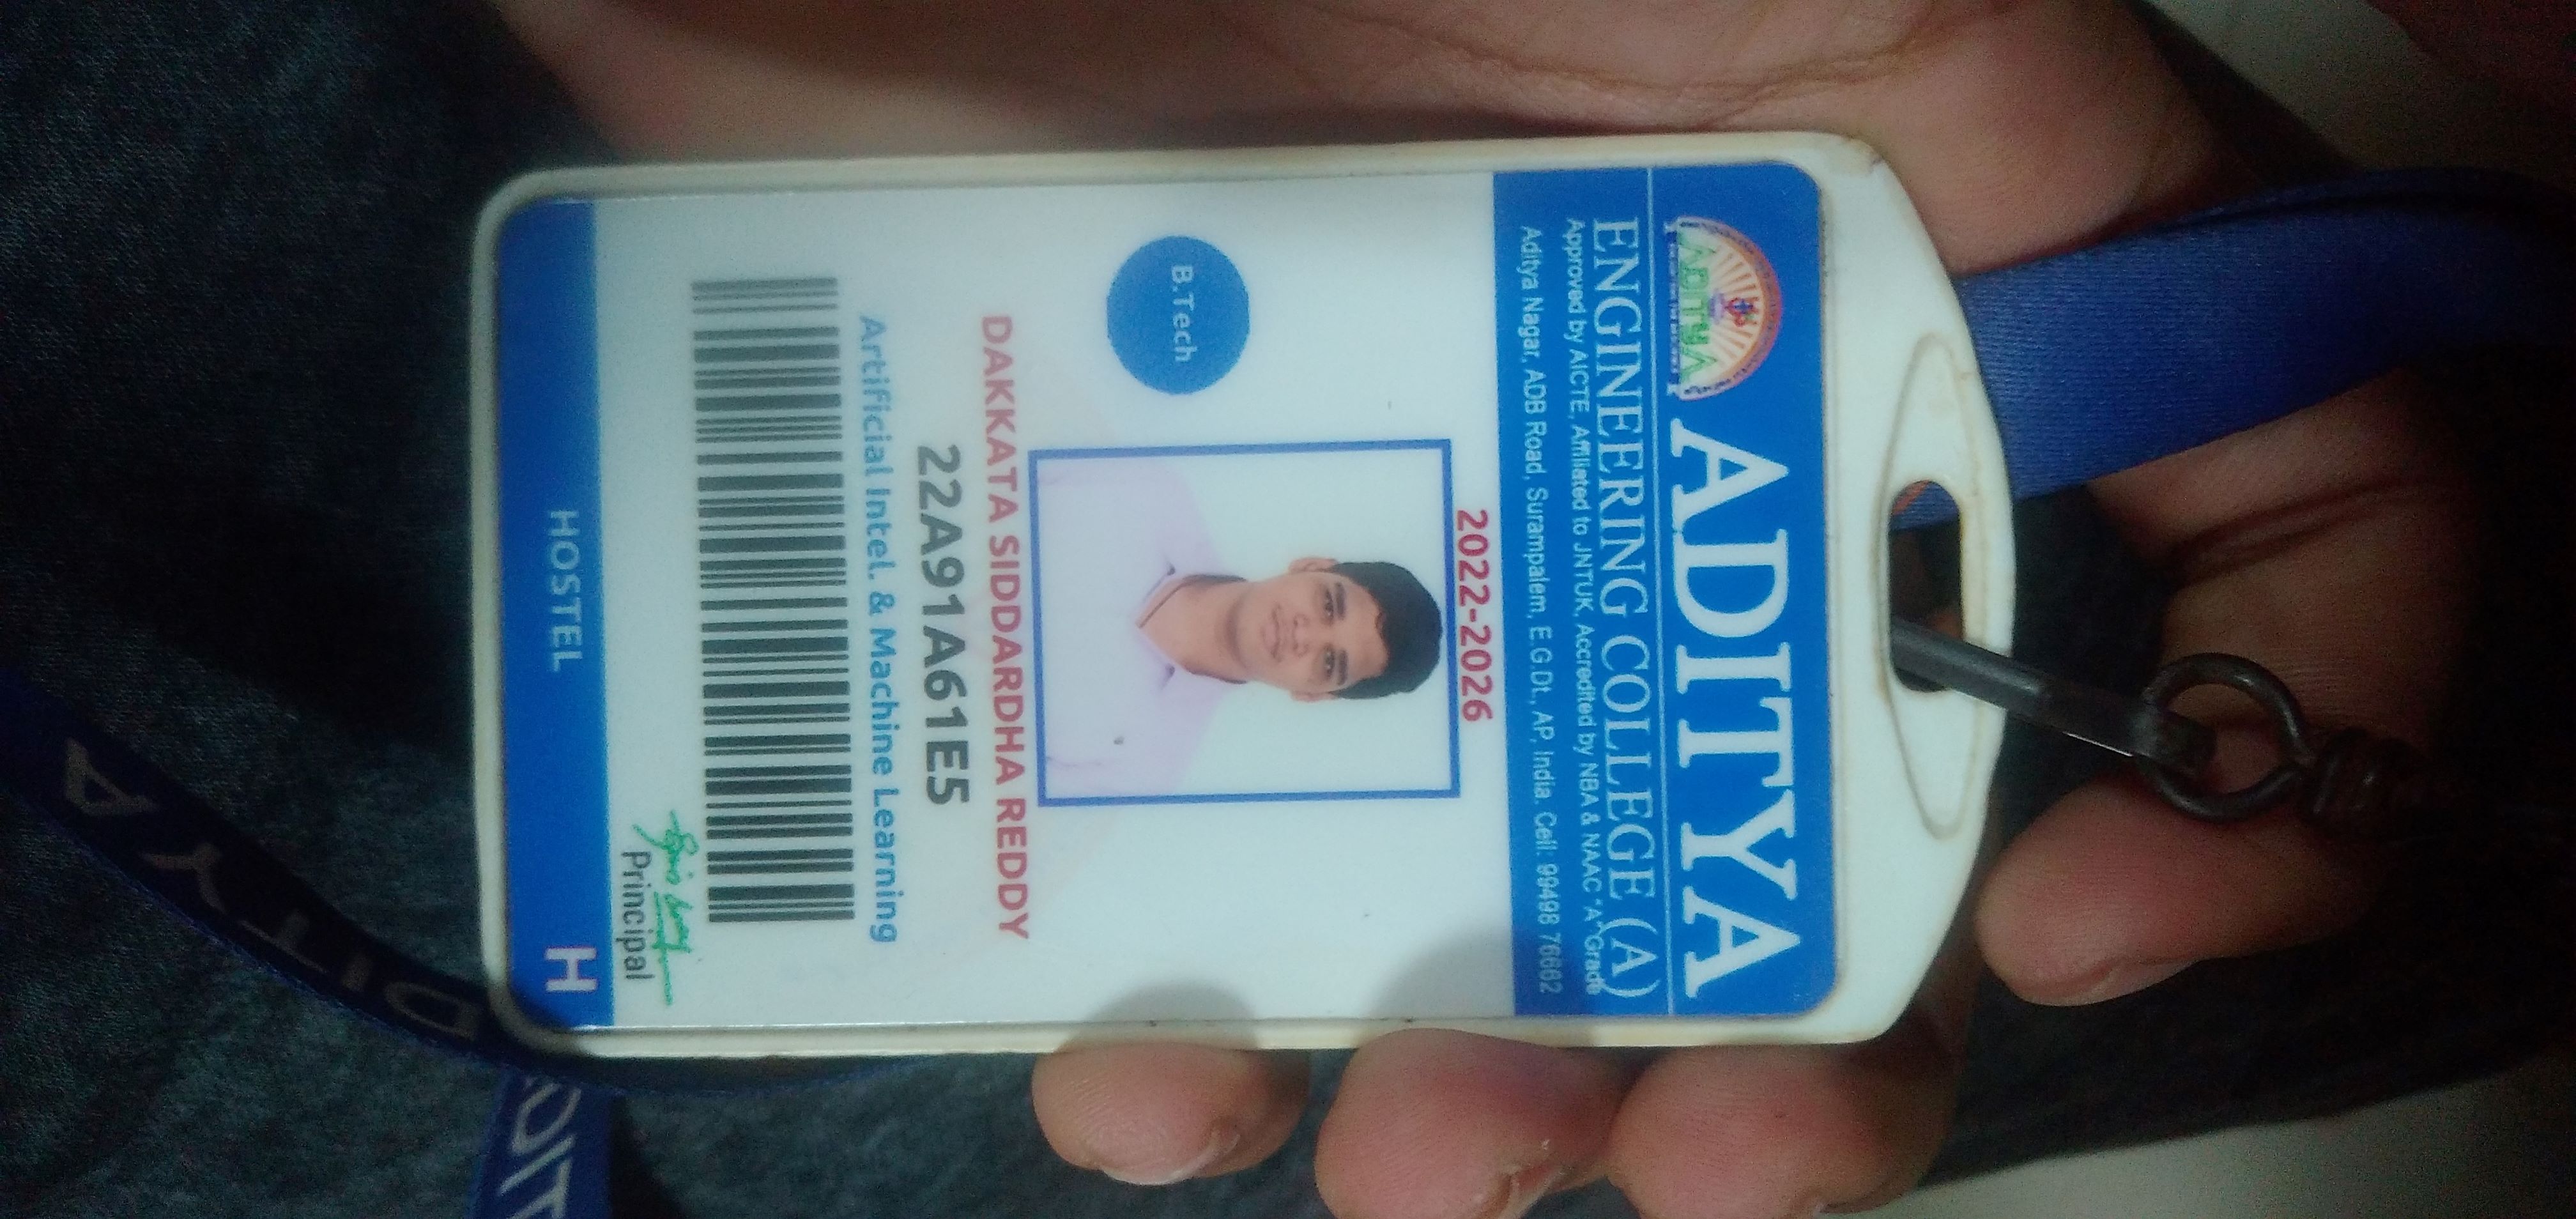 ADITYA
ADITYA
ENGINEERING COLLEGE (A)
Approved by AICTE, Affiliated to JNTUK, Accredited by NBA & NAAC "A" Grade
Aditya Nagar, ADB Road, Surampalem, E.G.Dt., AP, India. Cell: 99498 76662
2022-2026
B.Tech
DAKKATA SIDDARDHA REDDY
22A91A61E5
Artificial Intel. & Machine Learning
Principal
HOSTEL
H